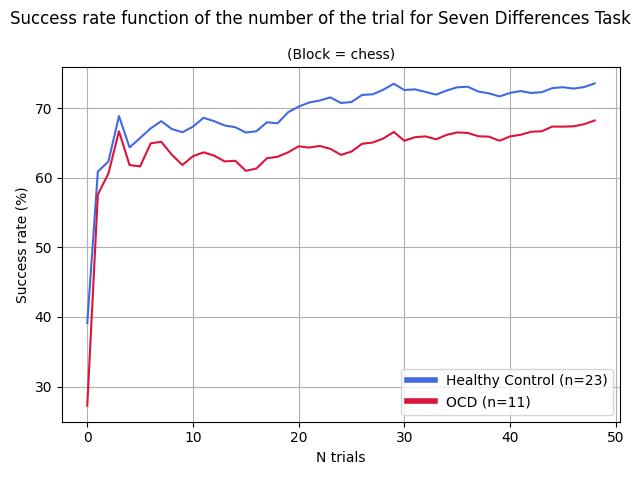 Success rate function of the number of the trial for Seven Differences Task
(Block = chess)
Success rate (%)
70
60
50
40
30
0 10 20 30 40 50
N trials
Healthy Control (n=23)
OCD (n=11)